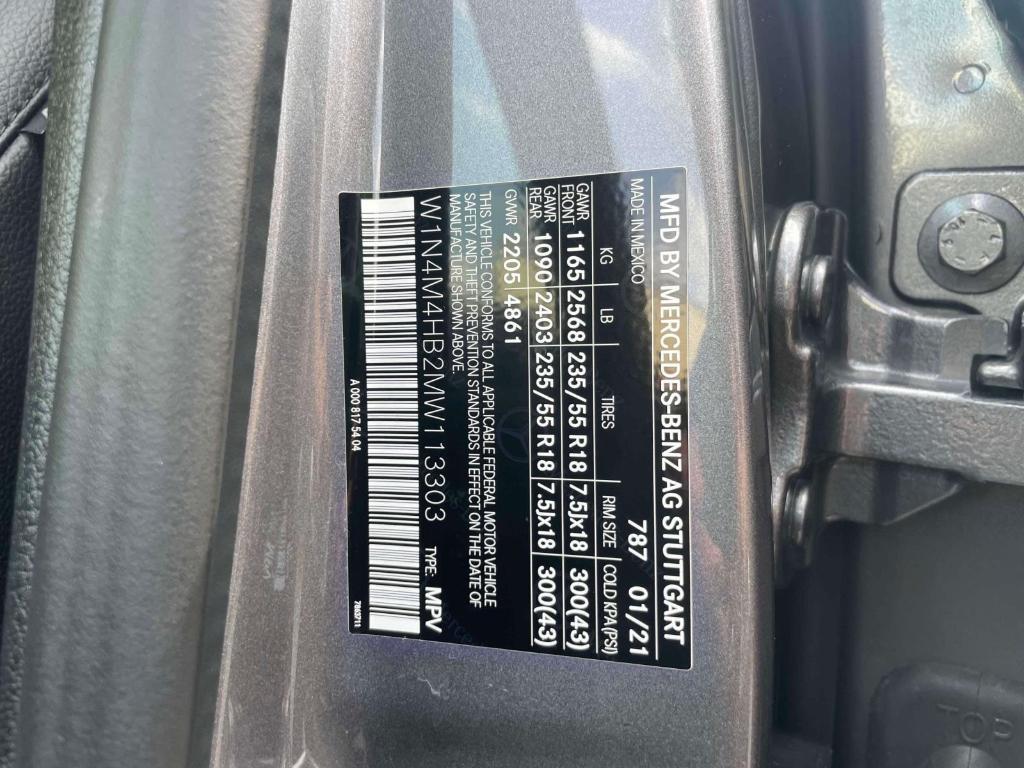 MFD BY MERCEDES-BENZ AG STUTTGART
MADE IN MEXICO 787 01/21
KG LB TIRES RIM SIZE COLD KPA(PSI)
GAWR FRONT 1165 2568 235/55 R18 7.5Jx18 300(43)
GAWR REAR 1090 2403 235/55 R18 7.5Jx18 300(43)
GVWR 2205 4861
THIS VEHICLE CONFORMS TO ALL APPLICABLE FEDERAL MOTOR VEHICLE
SAFETY AND THEFT PREVENTION STANDARDS IN EFFECT ON THE DATE OF
MANUFACTURE SHOWN ABOVE.
W1N4M4HB2MW113303 TYPE: MPV
A 000 817 54 04
TOP